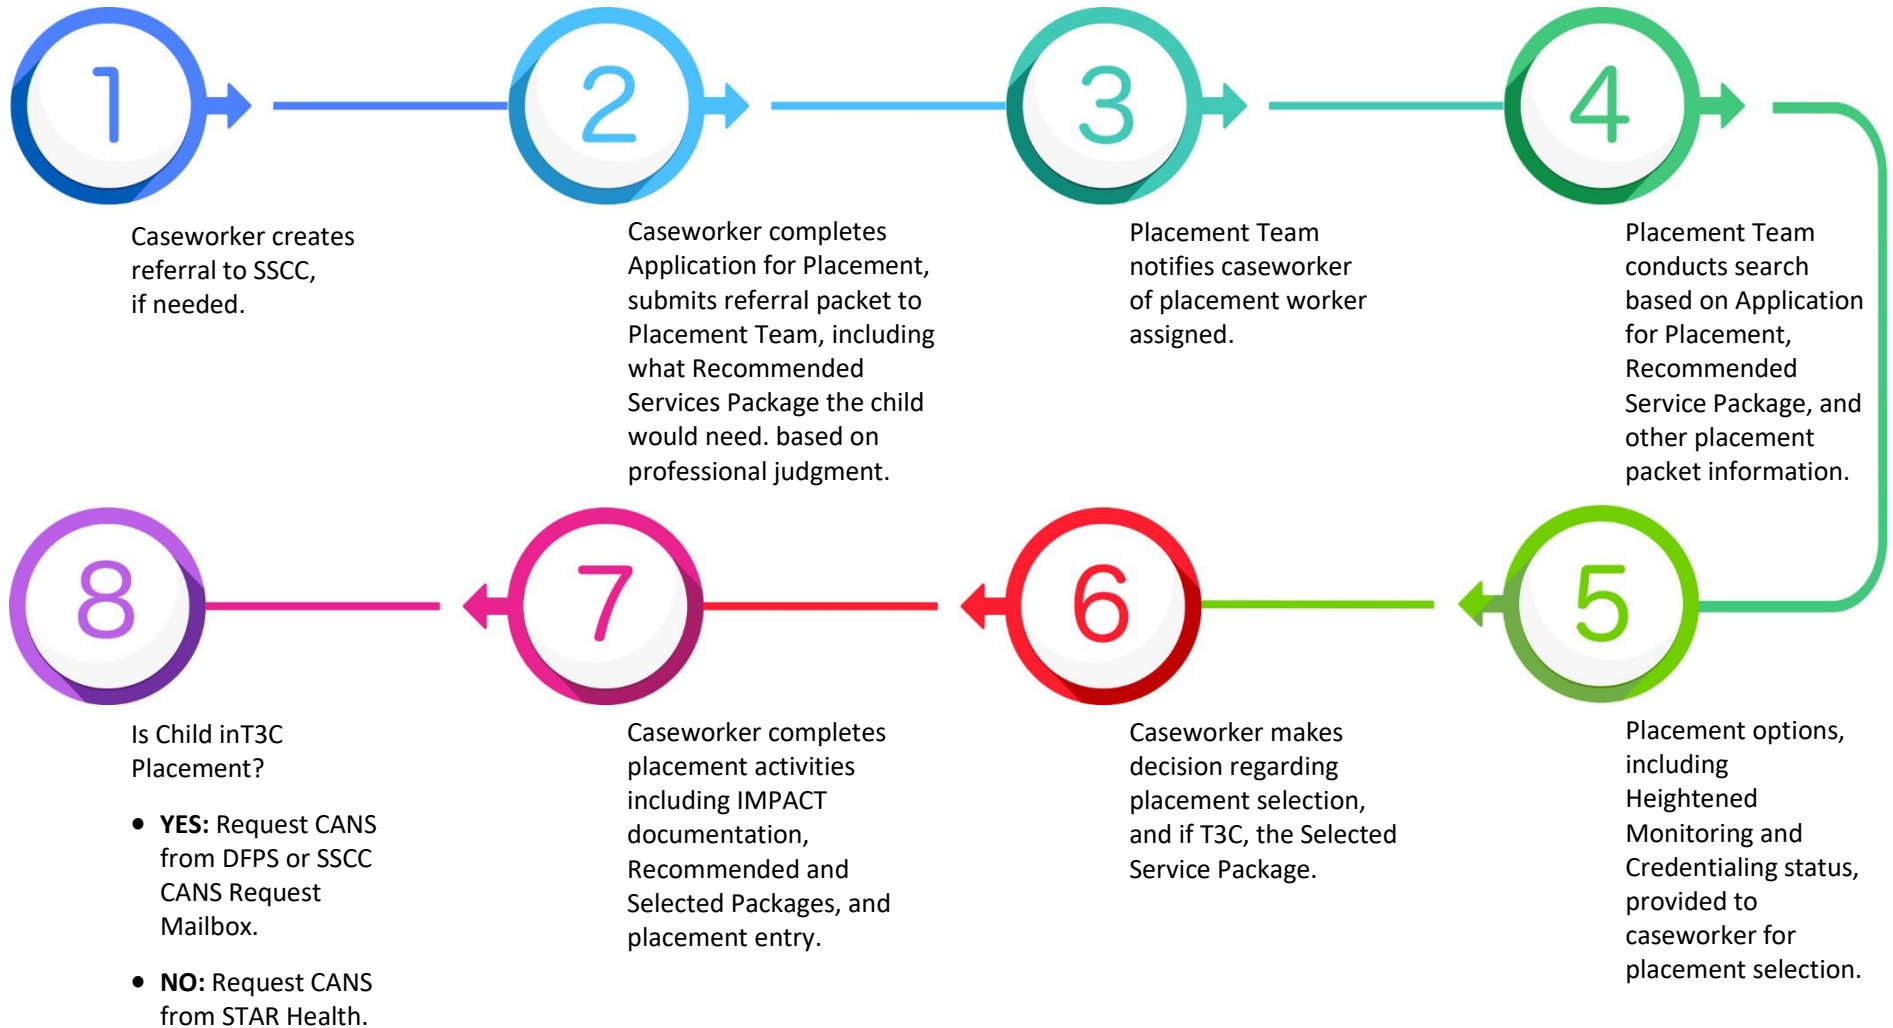 1
Caseworker creates
referral to SSCC,
if needed.
2
Caseworker completes
Application for Placement,
submits referral packet to
Placement Team, including
what Recommended
Services Package the child
would need. based on
professional judgment.
3
Placement Team
notifies caseworker
of placement worker
assigned.
4
Placement Team
conducts search
based on Application
for Placement,
Recommended
Service Package, and
other placement
packet information.
5
Placement options,
including
Heightened
Monitoring and
Credentialing status,
provided to
caseworker for
placement selection.
6
Caseworker makes
decision regarding
placement selection,
and if T3C, the Selected
Service Package.
7
Caseworker completes
placement activities
including IMPACT
documentation,
Recommended and
Selected Packages, and
placement entry.
8
Is Child inT3C
Placement?
• YES: Request CANS
from DFPS or SSCC
CANS Request
Mailbox.
• NO: Request CANS
from STAR Health.